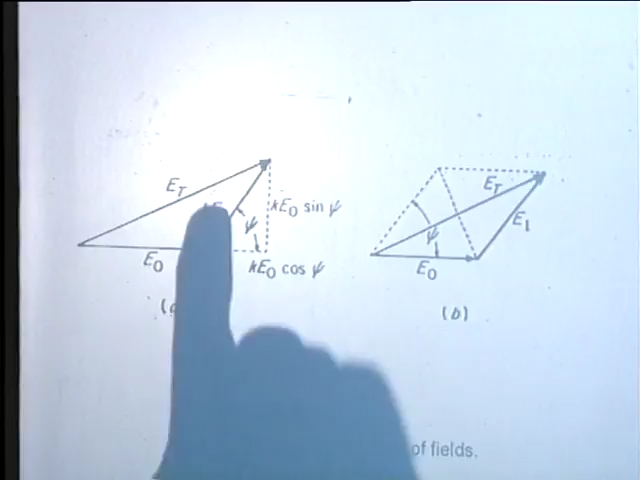 E_T
kE_0 sin ψ
ψ
E_0
kE_0 cos ψ
E_T
E_1
ψ
E_0
(b)
of fields.